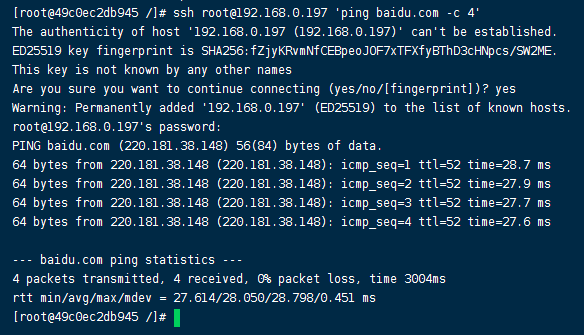 [root@49c0ec2db945 /]# ssh root@192.168.0.197 'ping baidu.com -c 4'
The authenticity of host '192.168.0.197 (192.168.0.197)' can't be established.
ED25519 key fingerprint is SHA256:fZjyKRvmNfCEBpeoJOF7xTFXfyBThD3cHNpcs/SW2ME.
This key is not known by any other names
Are you sure you want to continue connecting (yes/no/[fingerprint])? yes
Warning: Permanently added '192.168.0.197' (ED25519) to the list of known hosts.
root@192.168.0.197's password:
PING baidu.com (220.181.38.148) 56(84) bytes of data.
64 bytes from 220.181.38.148 (220.181.38.148): icmp_seq=1 ttl=52 time=28.7 ms
64 bytes from 220.181.38.148 (220.181.38.148): icmp_seq=2 ttl=52 time=27.9 ms
64 bytes from 220.181.38.148 (220.181.38.148): icmp_seq=3 ttl=52 time=27.7 ms
64 bytes from 220.181.38.148 (220.181.38.148): icmp_seq=4 ttl=52 time=27.6 ms
--- baidu.com ping statistics ---
4 packets transmitted, 4 received, 0% packet loss, time 3004ms
rtt min/avg/max/mdev = 27.614/28.050/28.798/0.451 ms
[root@49c0ec2db945 /]#